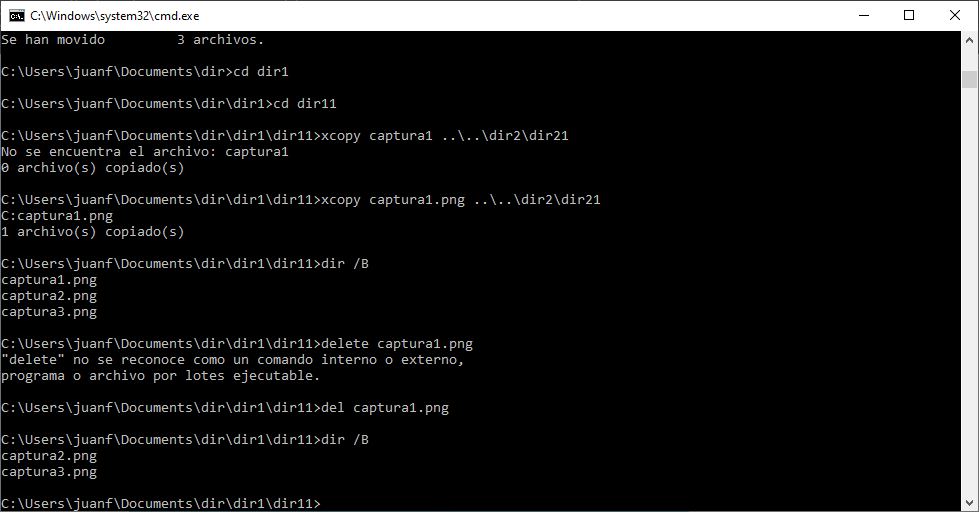 C:\Windows\system32\cmd.exe
Se han movido         3 archivos.
C:\Users\juanf\Documents\dir>cd dir1
C:\Users\juanf\Documents\dir\dir1>cd dir11
C:\Users\juanf\Documents\dir\dir1\dir11>xcopy captura1 ..\..\dir2\dir21
No se encuentra el archivo: captura1
0 archivo(s) copiado(s)
C:\Users\juanf\Documents\dir\dir1\dir11>xcopy captura1.png ..\..\dir2\dir21
C:captura1.png
1 archivo(s) copiado(s)
C:\Users\juanf\Documents\dir\dir1\dir11>dir /B
captura1.png
captura2.png
captura3.png
C:\Users\juanf\Documents\dir\dir1\dir11>delete captura1.png
"delete" no se reconoce como un comando interno o externo,
programa o archivo por lotes ejecutable.
C:\Users\juanf\Documents\dir\dir1\dir11>del captura1.png
C:\Users\juanf\Documents\dir\dir1\dir11>dir /B
captura2.png
captura3.png
C:\Users\juanf\Documents\dir\dir1\dir11>